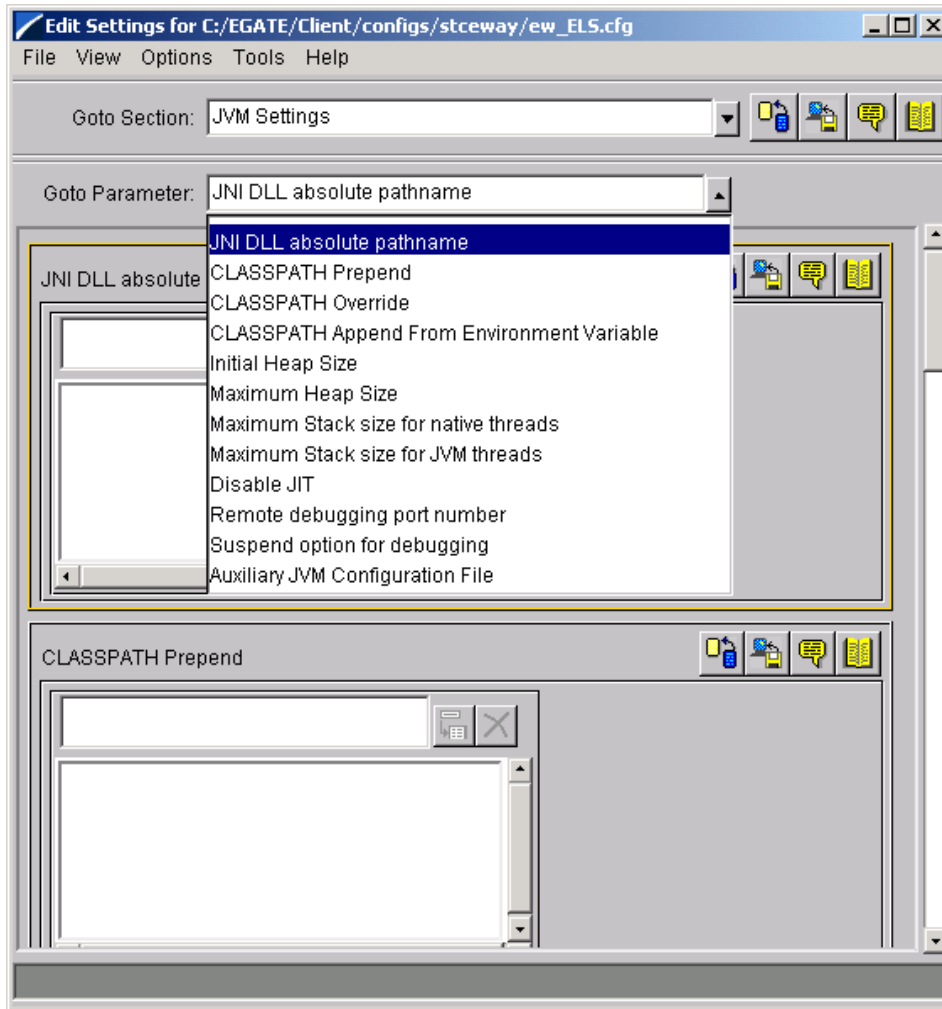 Edit Settings for C:/EGATE/Client/configs/stceway/ew_ELS.cfg
File View Options Tools Help
Goto Section: JVM Settings
Goto Parameter: JNI DLL absolute pathname
JNI DLL absolute pathname
CLASSPATH Prepend
CLASSPATH Override
CLASSPATH Append From Environment Variable
Initial Heap Size
Maximum Heap Size
Maximum Stack size for native threads
Maximum Stack size for JVM threads
Disable JIT
Remote debugging port number
Suspend option for debugging
Auxiliary JVM Configuration File
JNI DLL absolute
CLASSPATH Prepend